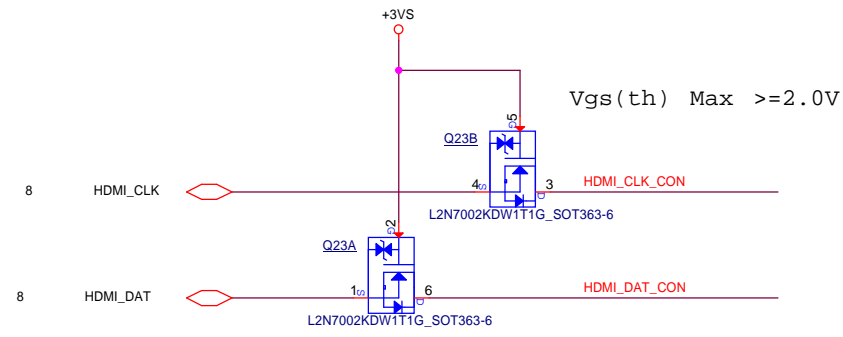 +3VS
Vgs(th) Max >=2.0V
5
G
Q23B
8 HDMI_CLK
4 S
3 D
HDMI_CLK_CON
L2N7002KDW1T1G_SOT363-6
2
G
Q23A
8 HDMI_DAT
1 S
6 D
HDMI_DAT_CON
L2N7002KDW1T1G_SOT363-6